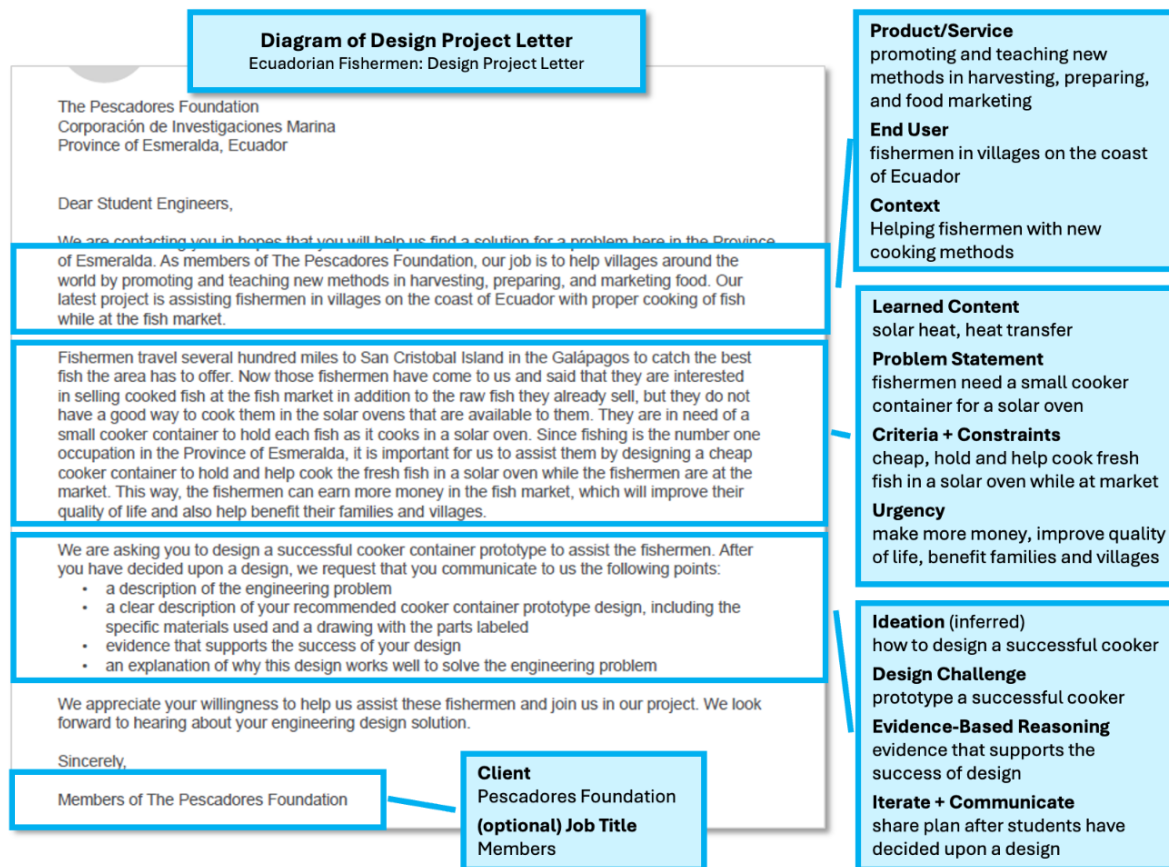 Diagram of Design Project Letter
Ecuadorian Fishermen: Design Project Letter
The Pescadores Foundation
Corporación de Investigaciones Marina
Province of Esmeralda, Ecuador
Dear Student Engineers,
We are contacting you in hopes that you will help us find a solution for a problem here in the Province
of Esmeralda. As members of The Pescadores Foundation, our job is to help villages around the
world by promoting and teaching new methods in harvesting, preparing, and marketing food. Our
latest project is assisting fishermen in villages on the coast of Ecuador with proper cooking of fish
while at the fish market.
Fishermen travel several hundred miles to San Cristobal Island in the Galápagos to catch the best
fish the area has to offer. Now those fishermen have come to us and said that they are interested
in selling cooked fish at the fish market in addition to the raw fish they already sell, but they do not
have a good way to cook them in the solar ovens that are available to them. They are in need of a
small cooker container to hold each fish as it cooks in a solar oven. Since fishing is the number one
occupation in the Province of Esmeralda, it is important for us to assist them by designing a cheap
cooker container to hold and help cook the fresh fish in a solar oven while the fishermen are at the
market. This way, the fishermen can earn more money in the fish market, which will improve their
quality of life and also help benefit their families and villages.
We are asking you to design a successful cooker container prototype to assist the fishermen. After
you have decided upon a design, we request that you communicate to us the following points:
• a description of the engineering problem
• a clear description of your recommended cooker container prototype design, including the
specific materials used and a drawing with the parts labeled
• evidence that supports the success of your design
• an explanation of why this design works well to solve the engineering problem
We appreciate your willingness to help us assist these fishermen and join us in our project. We look
forward to hearing about your engineering design solution.
Sincerely,
Members of The Pescadores Foundation
Client
Pescadores Foundation
(optional) Job Title
Members
Product/Service
promoting and teaching new
methods in harvesting, preparing,
and food marketing
End User
fishermen in villages on the coast
of Ecuador
Context
Helping fishermen with new
cooking methods
Learned Content
solar heat, heat transfer
Problem Statement
fishermen need a small cooker
container for a solar oven
Criteria + Constraints
cheap, hold and help cook fresh
fish in a solar oven while at market
Urgency
make more money, improve quality
of life, benefit families and villages
Ideation (inferred)
how to design a successful cooker
Design Challenge
prototype a successful cooker
Evidence-Based Reasoning
evidence that supports the
success of design
Iterate + Communicate
share plan after students have
decided upon a design